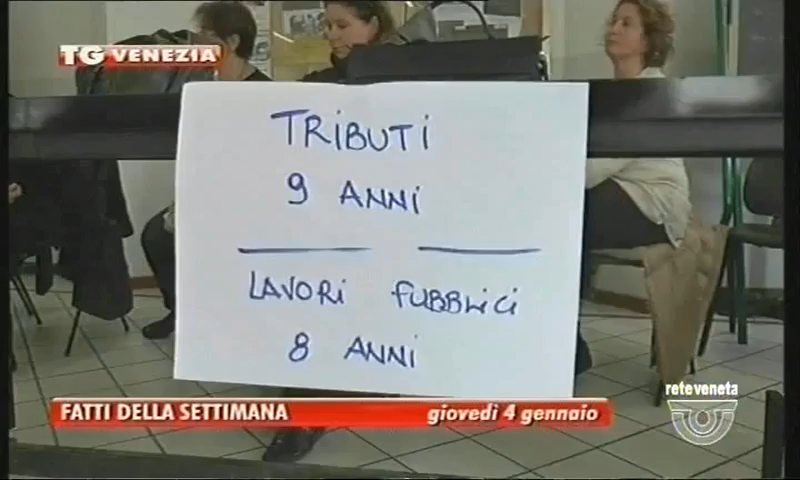 TG VENEZIA
TRIBUTI
9 ANNI
LAVORI PUBBLICI
8 ANNI
FATTI DELLA SETTIMANA
giovedì 4 gennaio
reteveneta